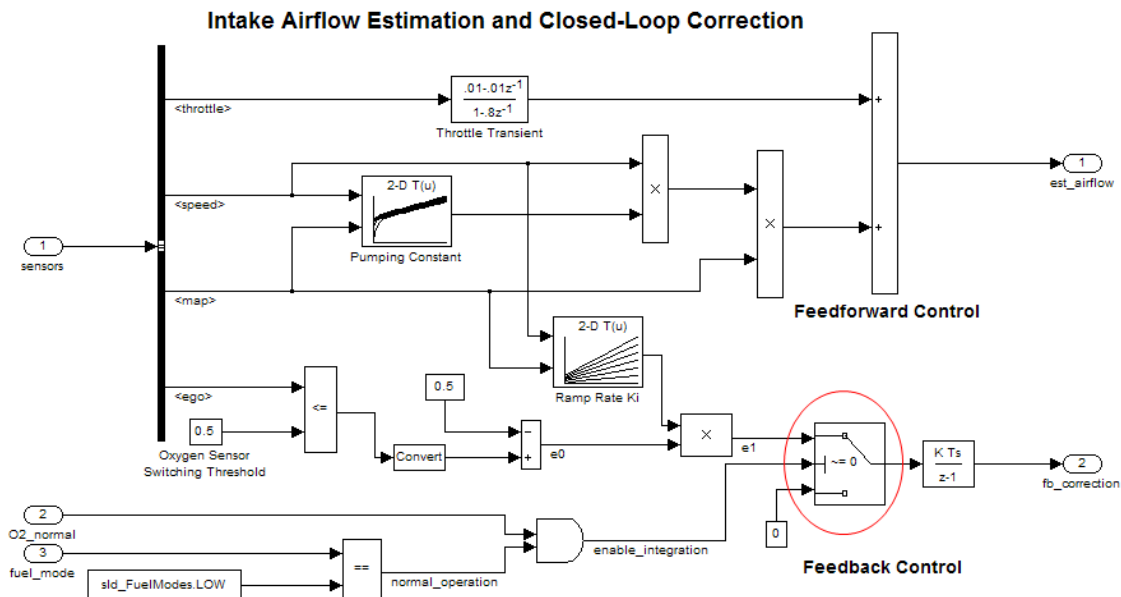 Intake Airflow Estimation and Closed-Loop Correction
.01-.01z-1
1-.8z-1
<throttle>
Throttle Transient
+
2-D T(u)
×
1
est_airflow
<speed>
×
+
1
sensors
Pumping Constant
<map>
Feedforward Control
2-D T(u)
<ego>
0.5
Ramp Rate Ki
<=
0.5
Oxygen Sensor
Switching Threshold
Convert
−
+
e0
×
e1
~= 0
K Ts
z-1
2
fb_correction
2
O2_normal
0
enable_integration
3
fuel_mode
==
normal_operation
sld_FuelModes.LOW
Feedback Control